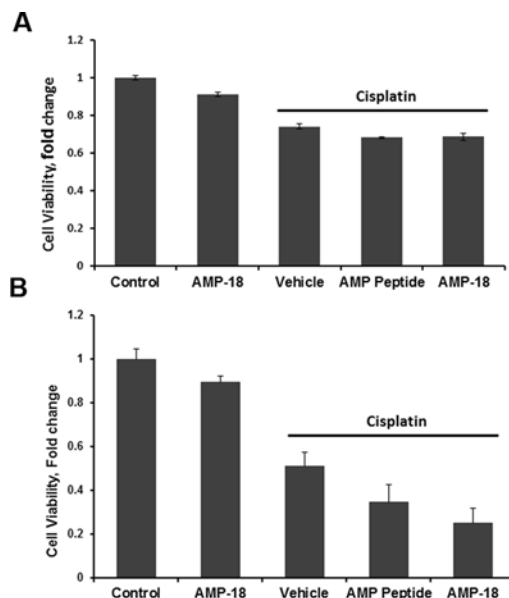 A
Cell Viability, fold change
1.2
1
0.8
0.6
0.4
0.2
0
Cisplatin
Control AMP-18 Vehicle AMP Peptide AMP-18
B
Cell Viability, Fold change
1.2
1
0.8
0.6
0.4
0.2
0
Cisplatin
Control AMP-18 Vehicle AMP Peptide AMP-18